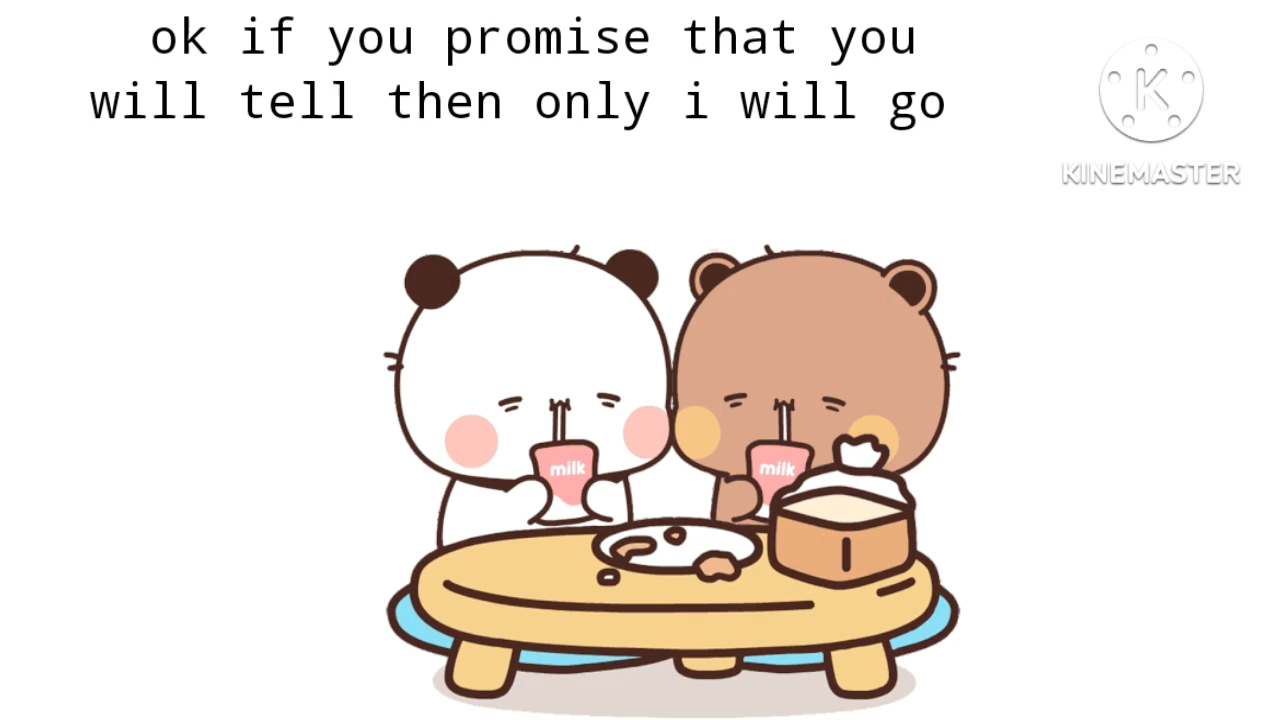 ok if you promise that you
will tell then only i will go
K
KINEMASTER
milk
milk